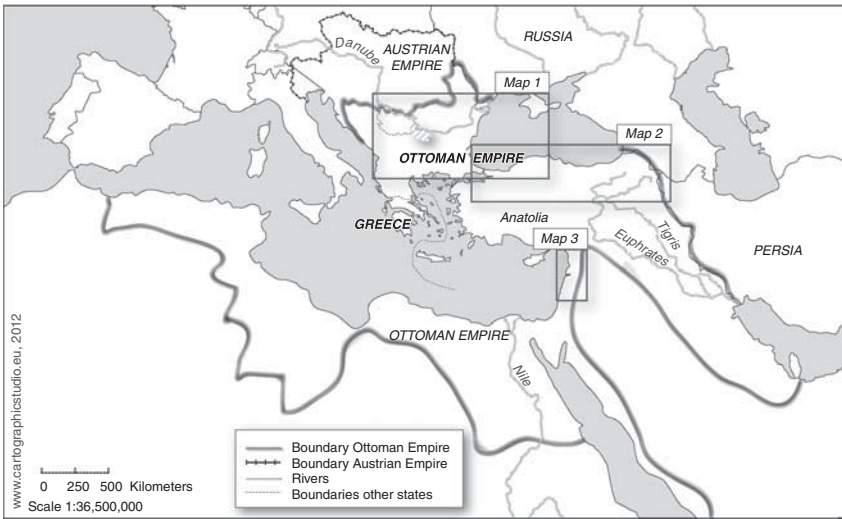 RUSSIA
Danube
AUSTRIAN
EMPIRE
Map 1
Map 2
OTTOMAN EMPIRE
GREECE
Anatolia
Map 3
Tigris
Euphrates
PERSIA
OTTOMAN EMPIRE
Nile
www.cartographicstudio.eu, 2012
Boundary Ottoman Empire
Boundary Austrian Empire
Rivers
Boundaries other states
0 250 500 Kilometers
Scale 1:36,500,000